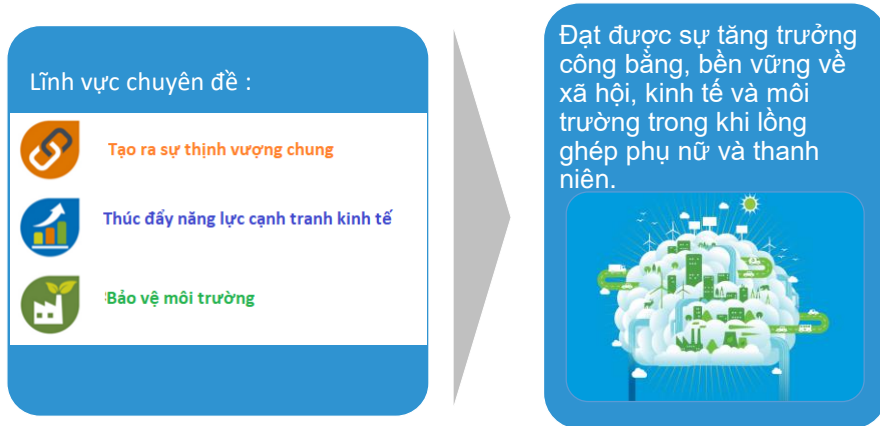 Lĩnh vực chuyên đề :
Tạo ra sự thịnh vượng chung
Thúc đẩy năng lực cạnh tranh kinh tế
Bảo vệ môi trường
Đạt được sự tăng trưởng
công bằng, bền vững về
xã hội, kinh tế và môi
trường trong khi lồng
ghép phụ nữ và thanh
niên.